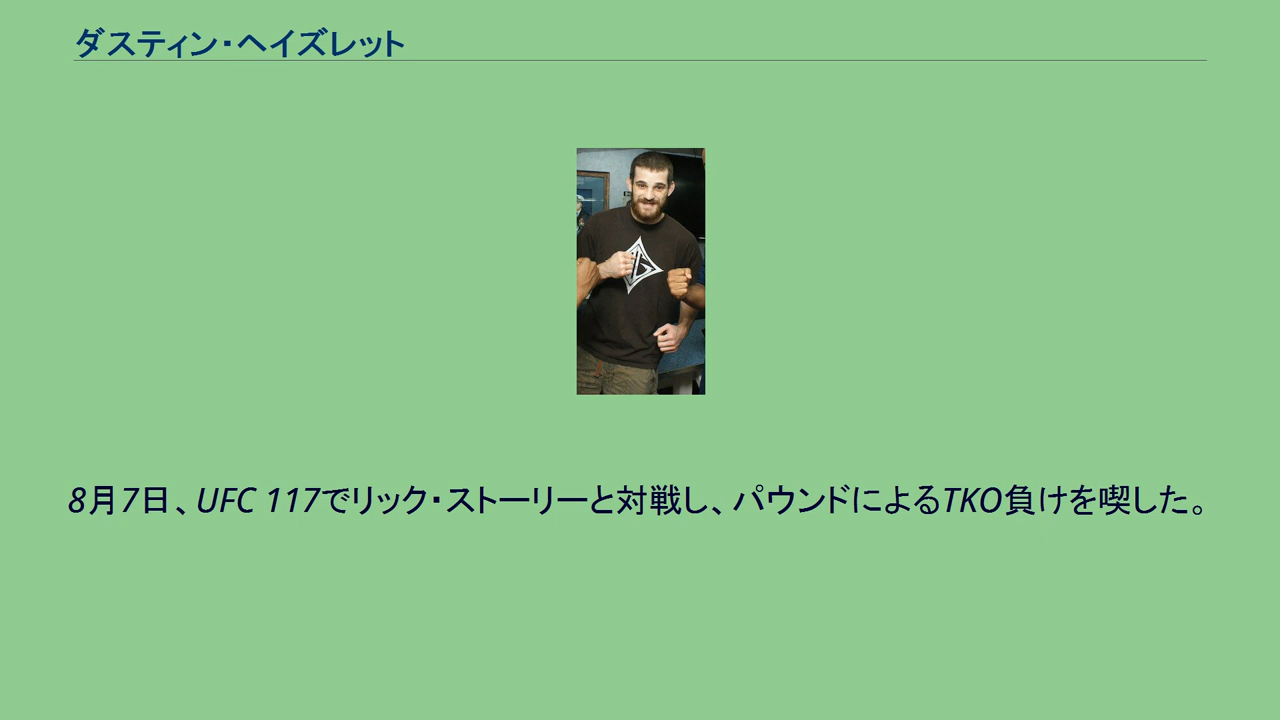 ダスティン・ヘイズレット
8月7日、UFC 117でリック・ストーリーと対戦し、パウンドによるTKO負けを喫した。